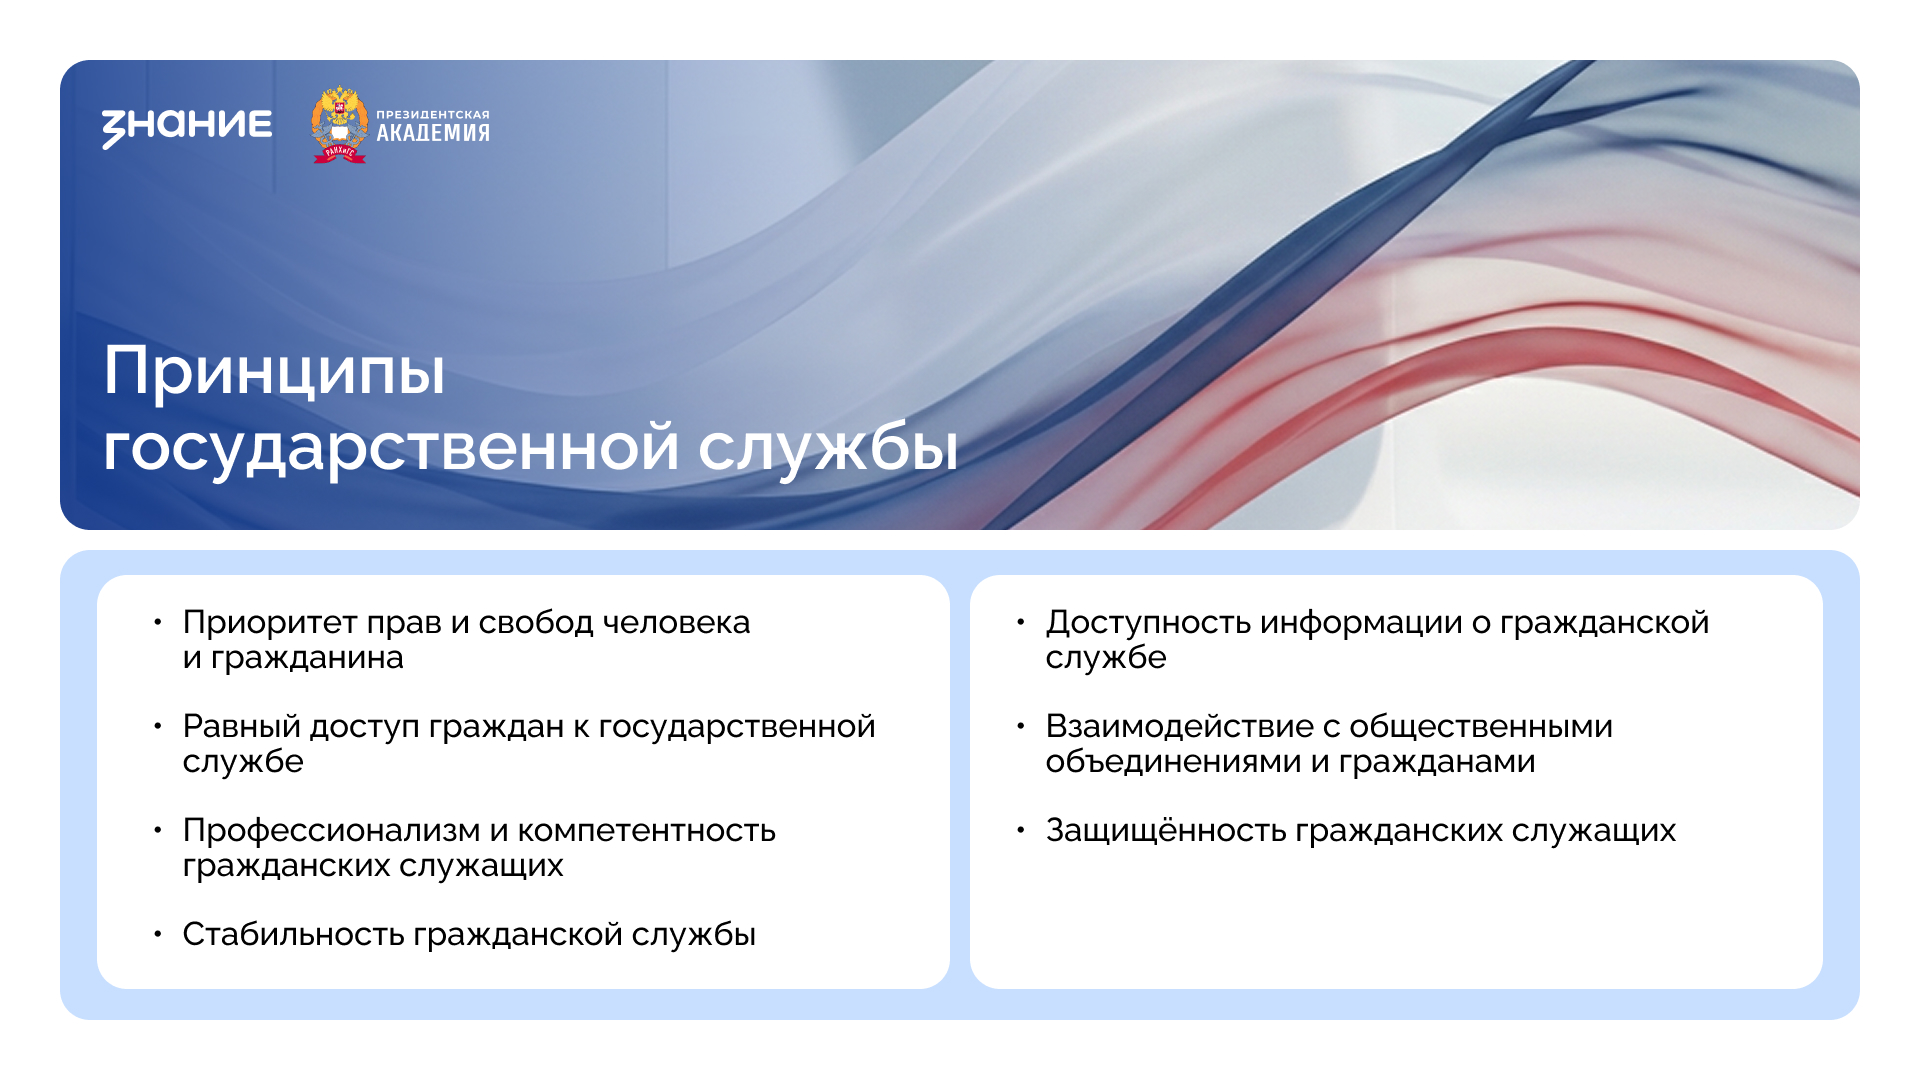 ЗНАНИЕ
ПРЕЗИДЕНТСКАЯ
АКАДЕМИЯ
РАНХиГС
Принципы
государственной службы
• Приоритет прав и свобод человека
и гражданина
• Равный доступ граждан к государственной
службе
• Профессионализм и компетентность
гражданских служащих
• Стабильность гражданской службы
• Доступность информации о гражданской
службе
• Взаимодействие с общественными
объединениями и гражданами
• Защищённость гражданских служащих